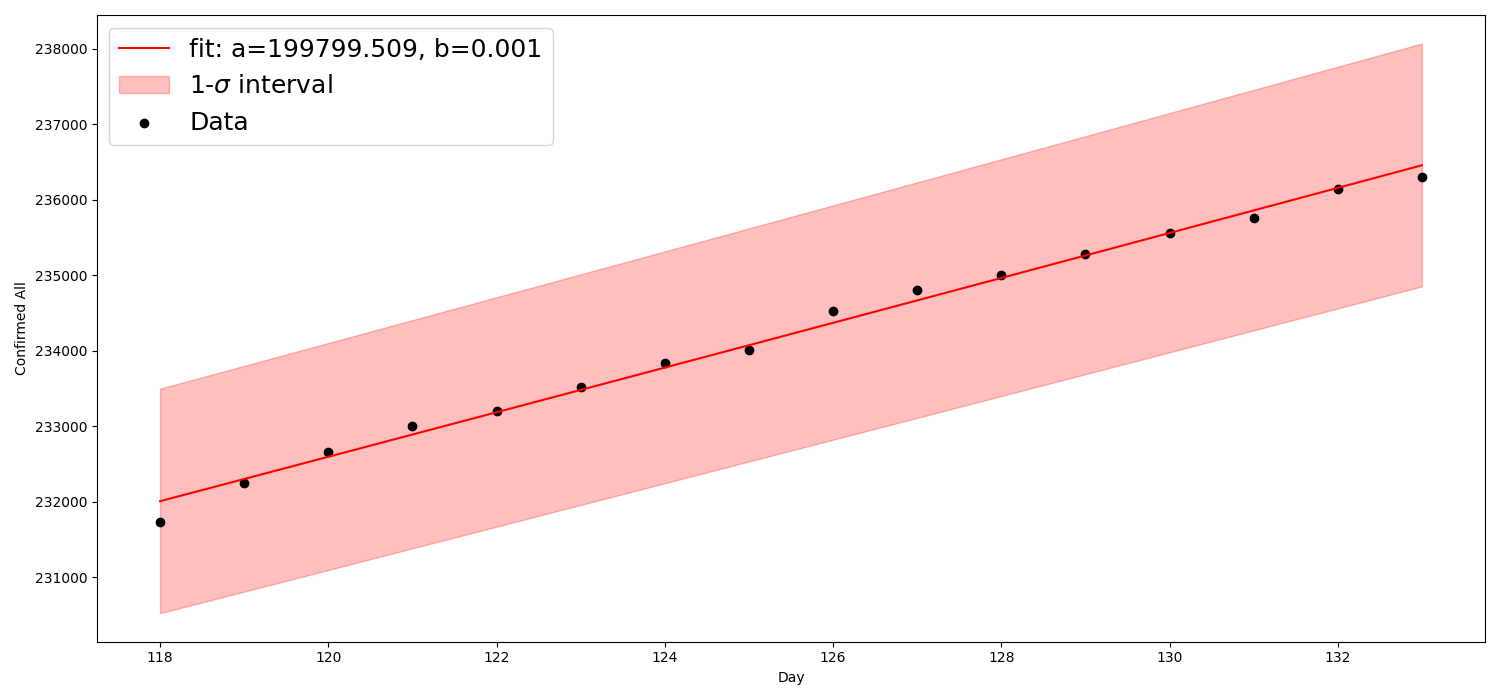 fit: a=199799.509, b=0.001
1-σ interval
Data
238000
237000
236000
235000
234000
233000
232000
231000
Confirmed All
118 120 122 124 126 128 130 132
Day